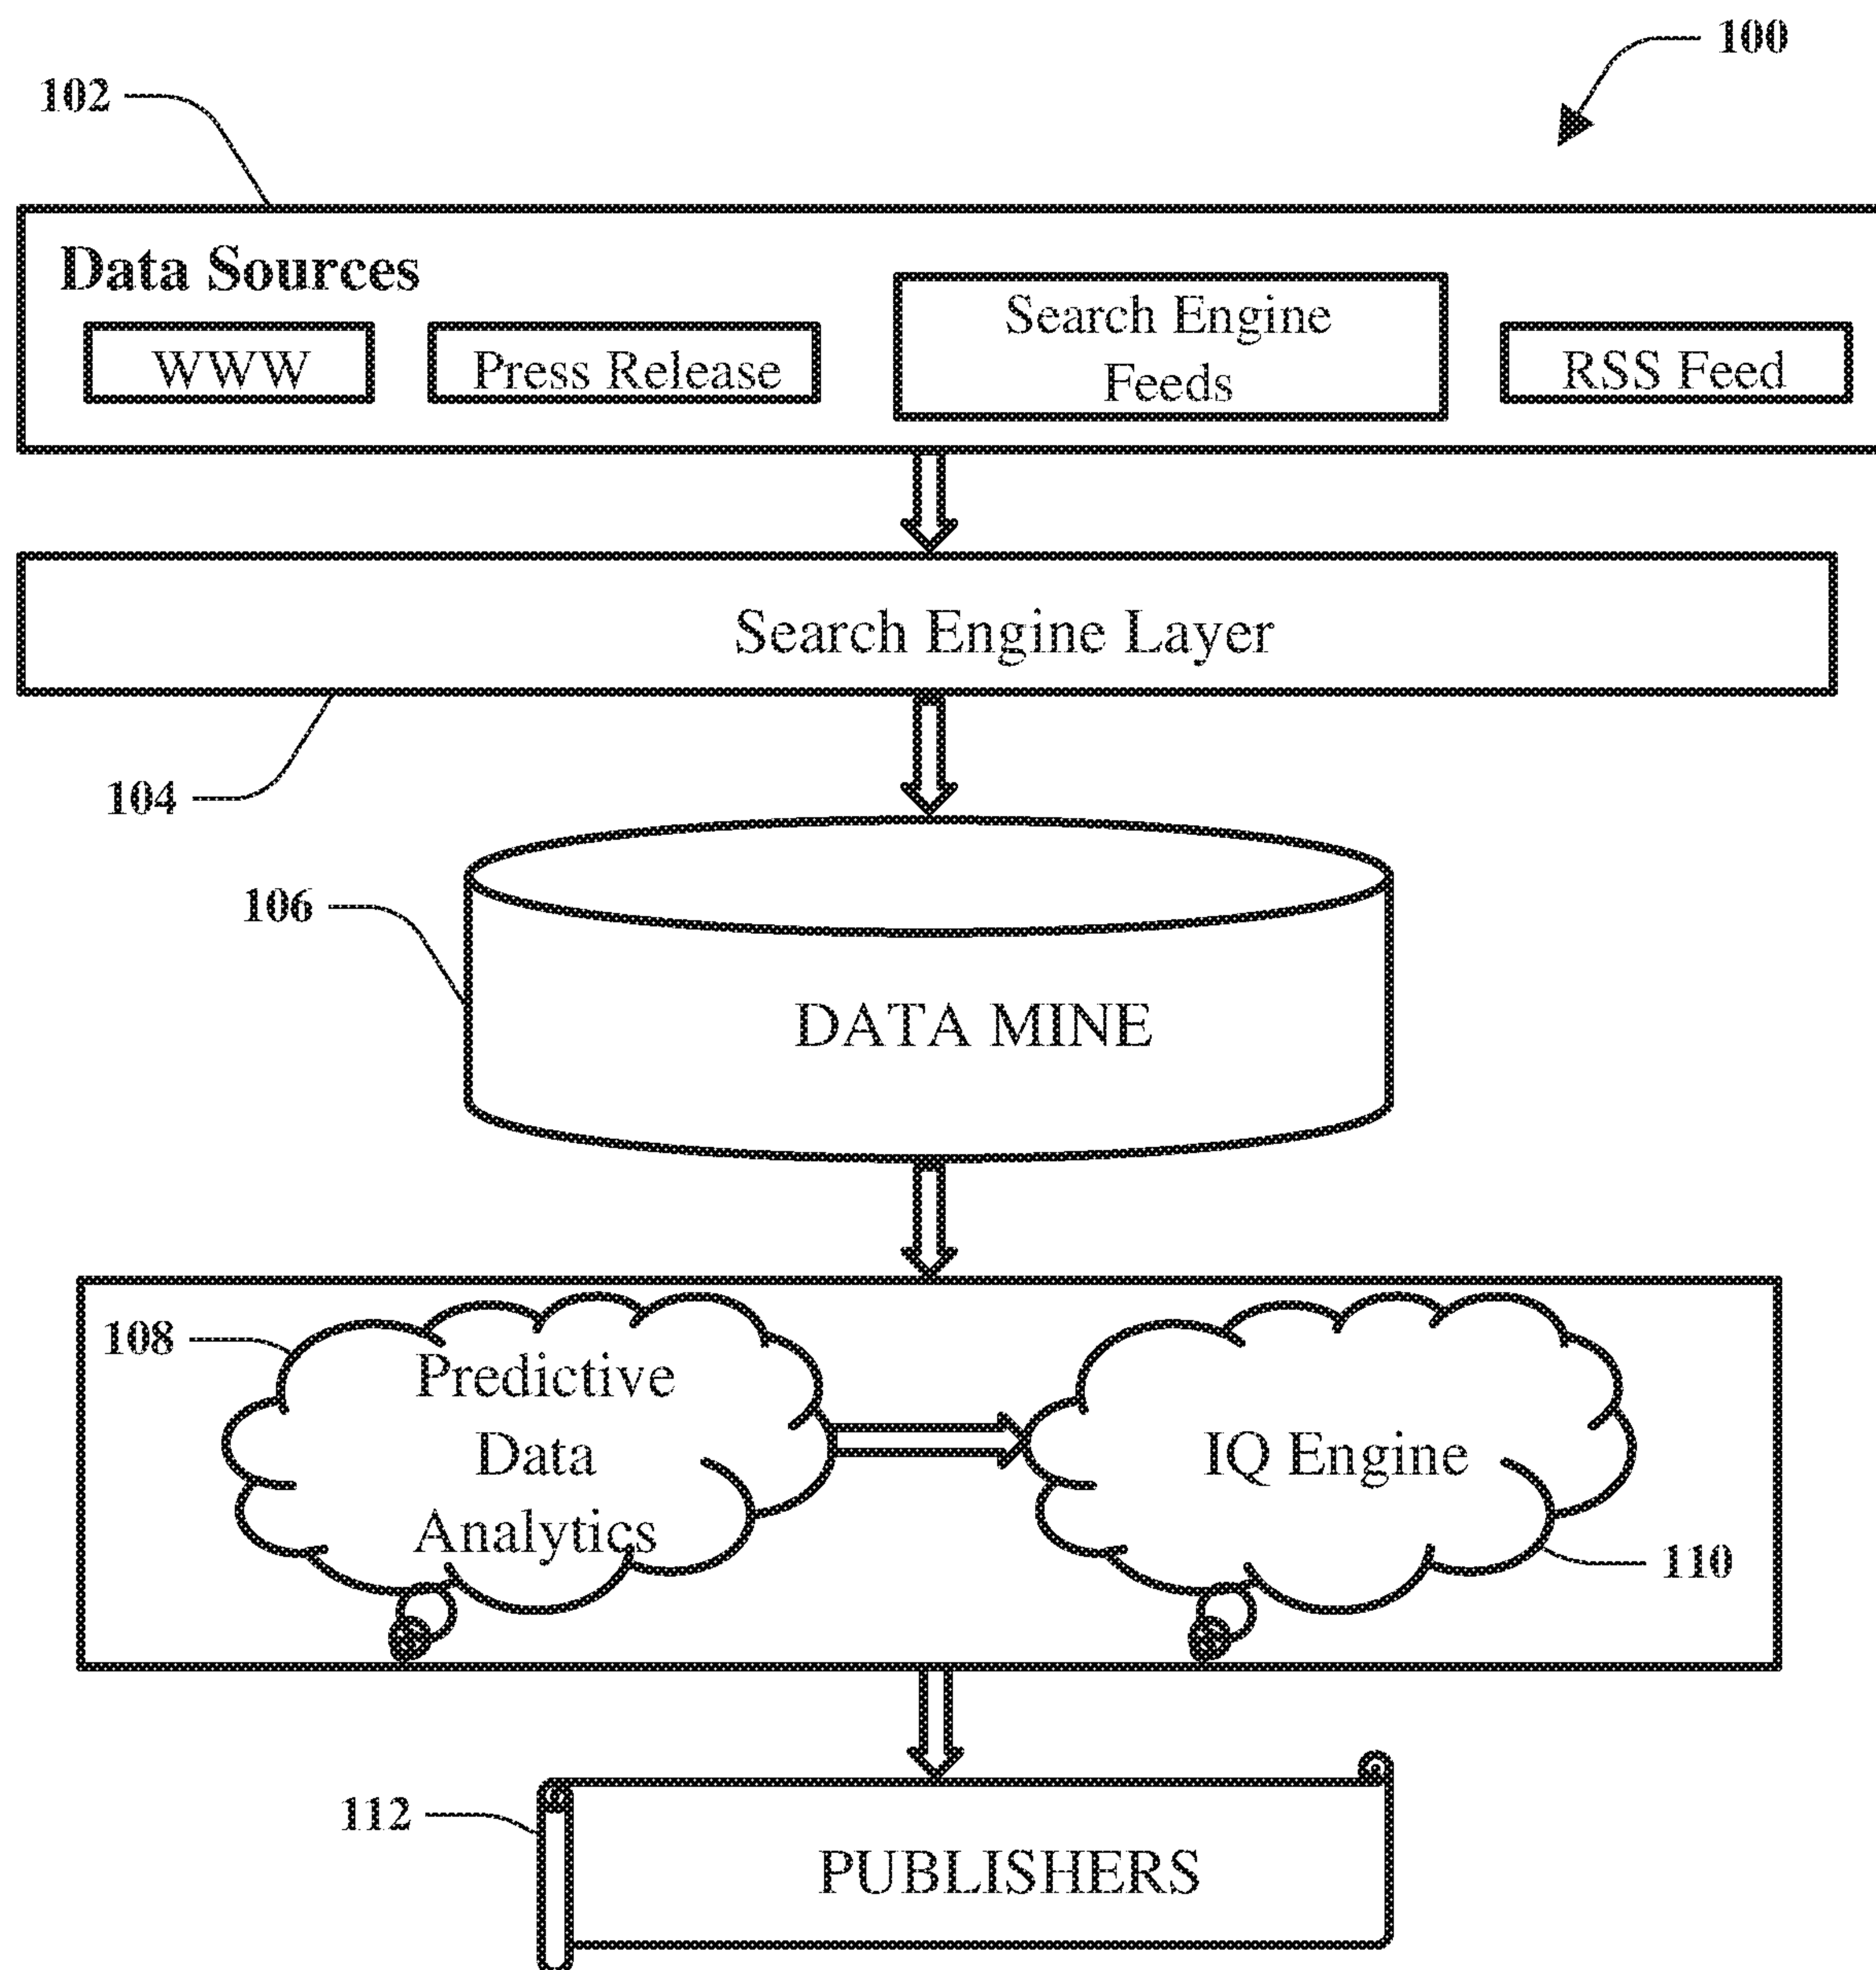 100
102
Data Sources
WWW
Press Release
Search Engine
Feeds
RSS Feed
Search Engine Layer
104
106
DATA MINE
108
Predictive
Data
Analytics
IQ Engine
110
112
PUBLISHERS